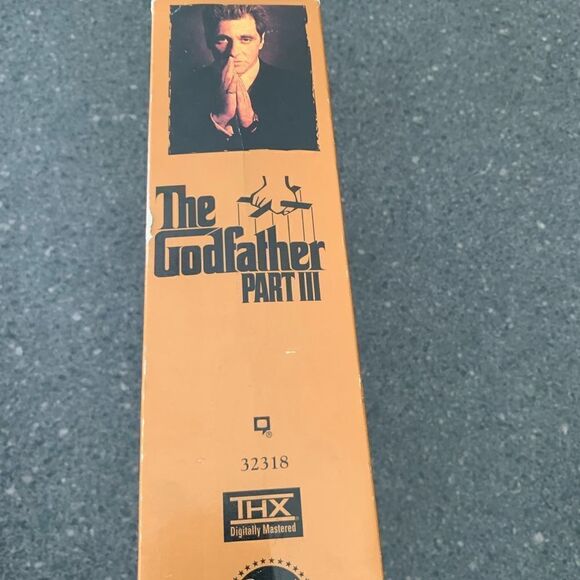 The
Godfather
PART III
®
32318
THX
Digitally Mastered